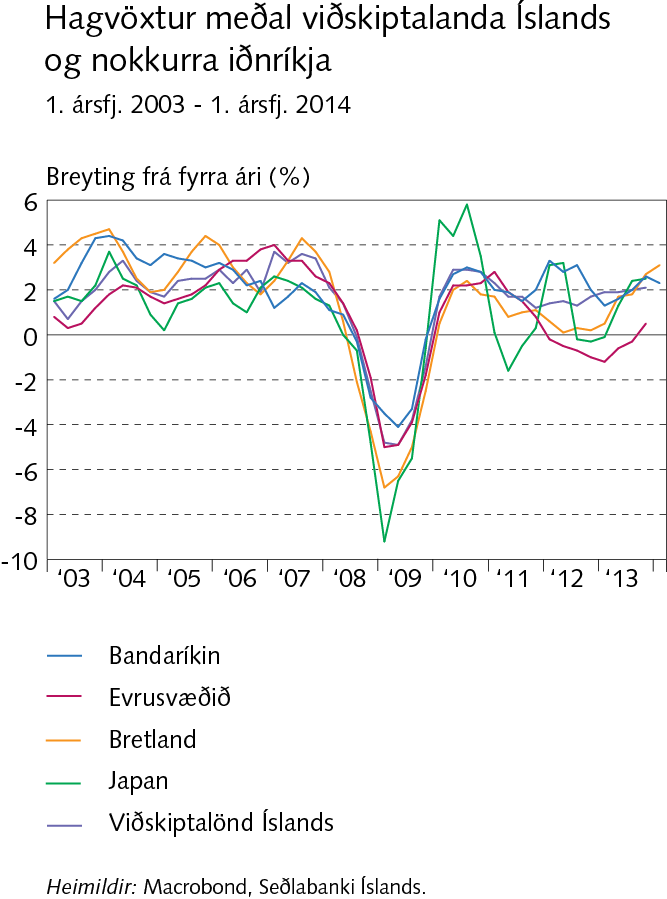 Hagvöxtur meðal viðskiptalanda Íslands
og nokkurra iðnríkja
1. ársfj. 2003 - 1. ársfj. 2014
Breyting frá fyrra ári (%)
6
4
2
0
-2
-4
-6
-8
-10
‘03 ‘04 ‘05 ‘06 ‘07 ‘08 ‘09 ‘10 ‘11 ‘12 ‘13
Bandaríkin
Evrusvæðið
Bretland
Japan
Viðskiptalönd Íslands
Heimildir: Macrobond, Seðlabanki Íslands.